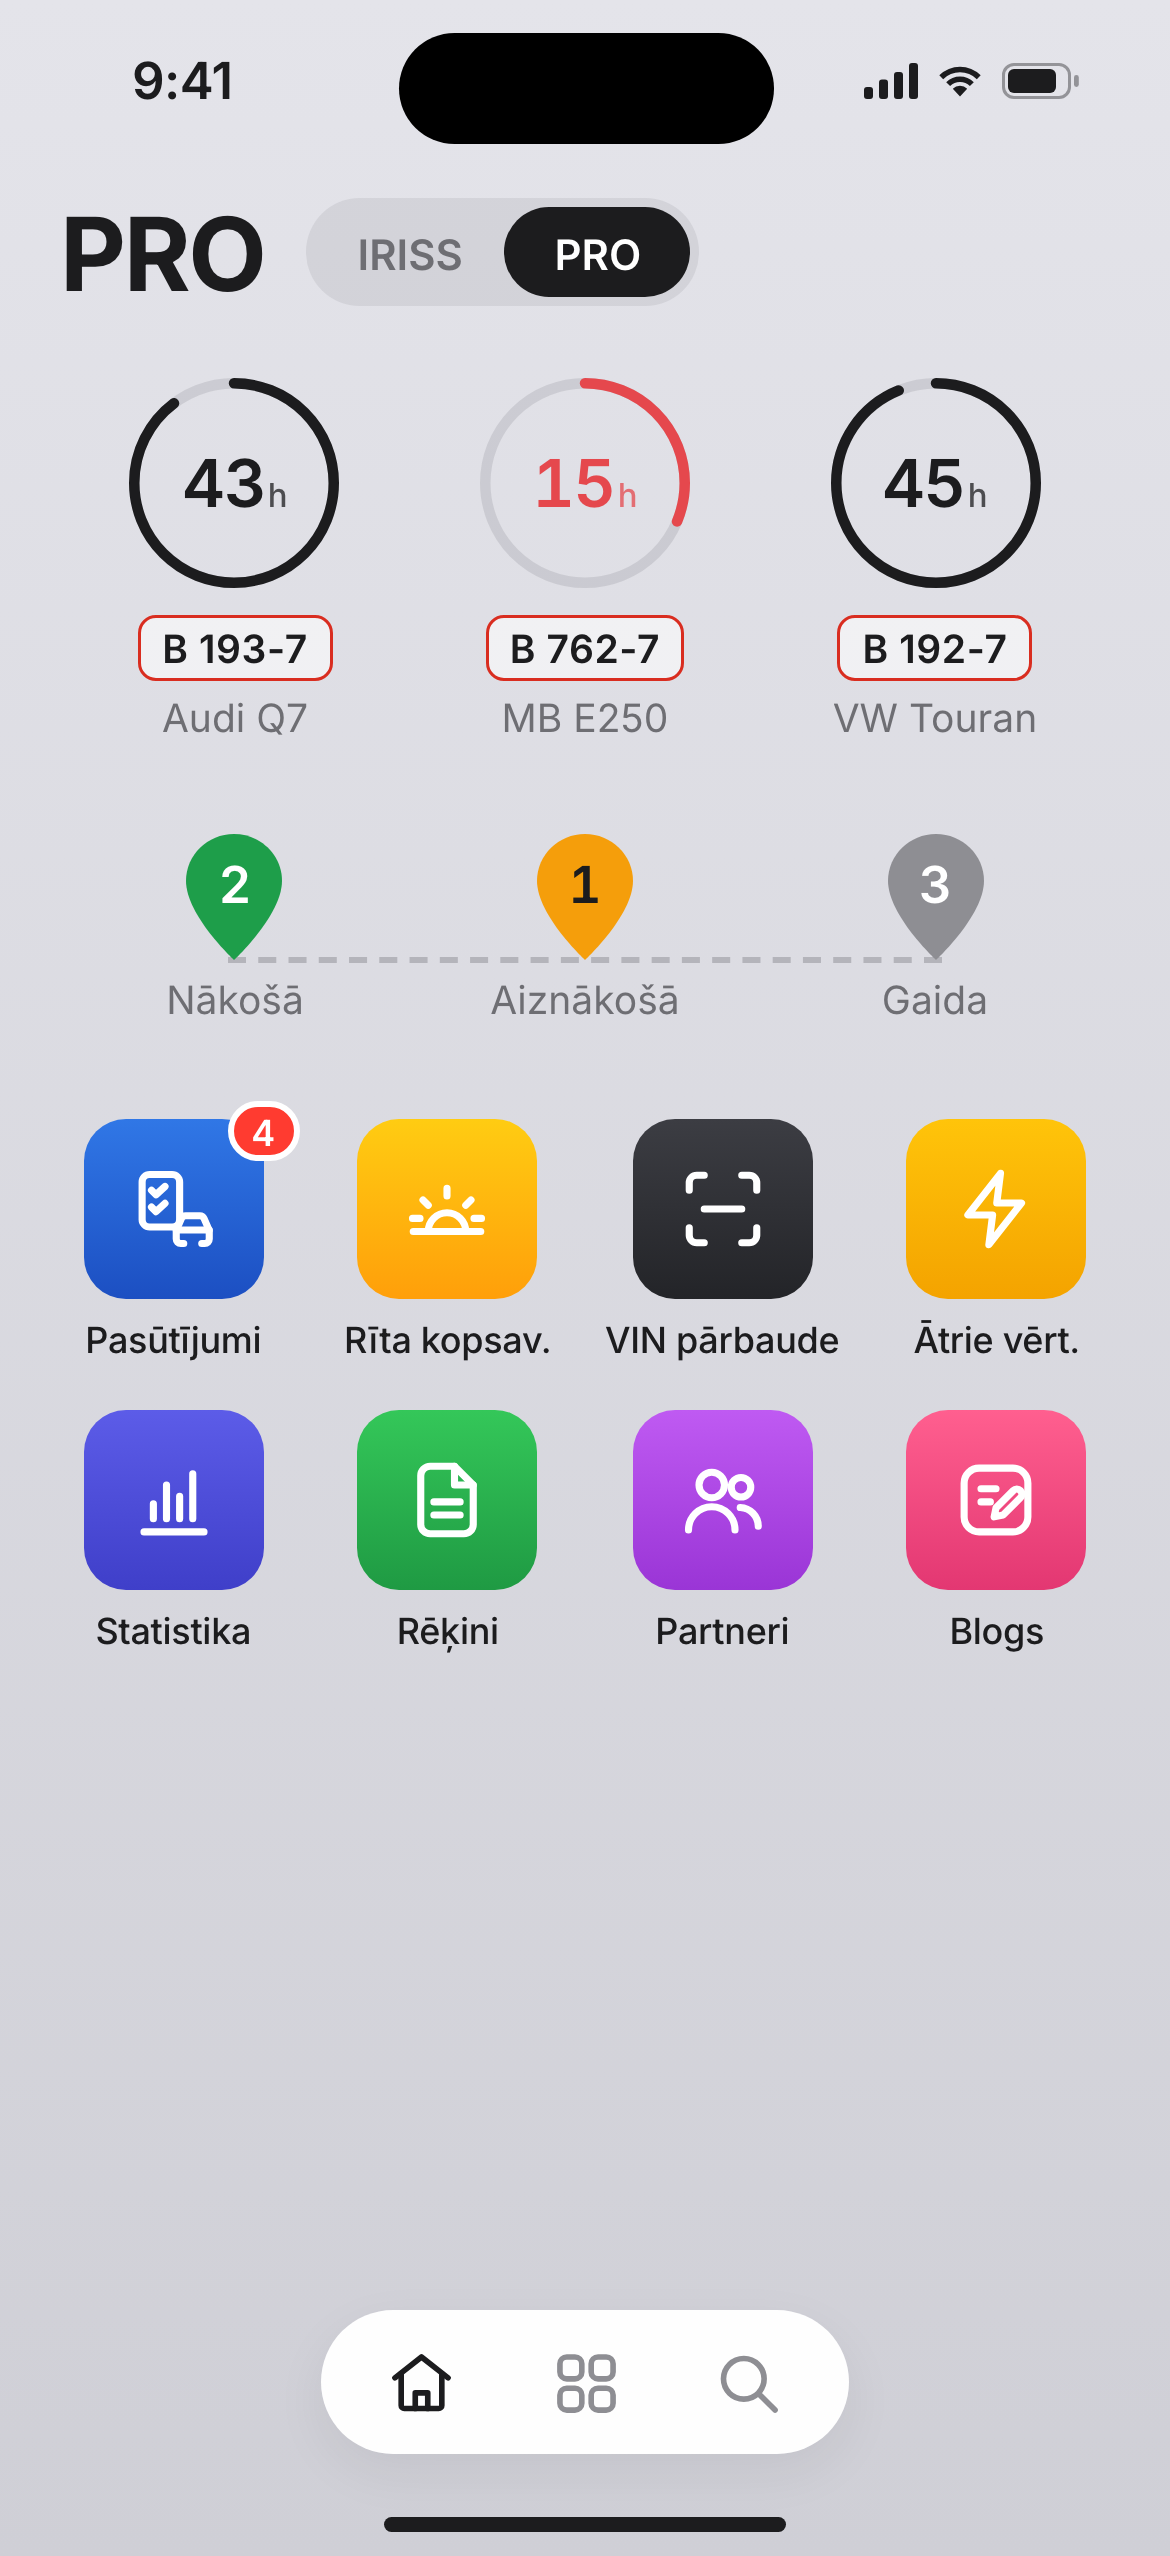 9:41
PRO
IRISS PRO
43h 15h 45h
B 193-7 B 762-7 B 192-7
Audi Q7 MB E250 VW Touran
2 1 3
Nākošā Aiznākošā Gaida
4
Pasūtījumi Rīta kopsav. VIN pārbaude Ātrie vērt.
Statistika Rēķini Partneri Blogs